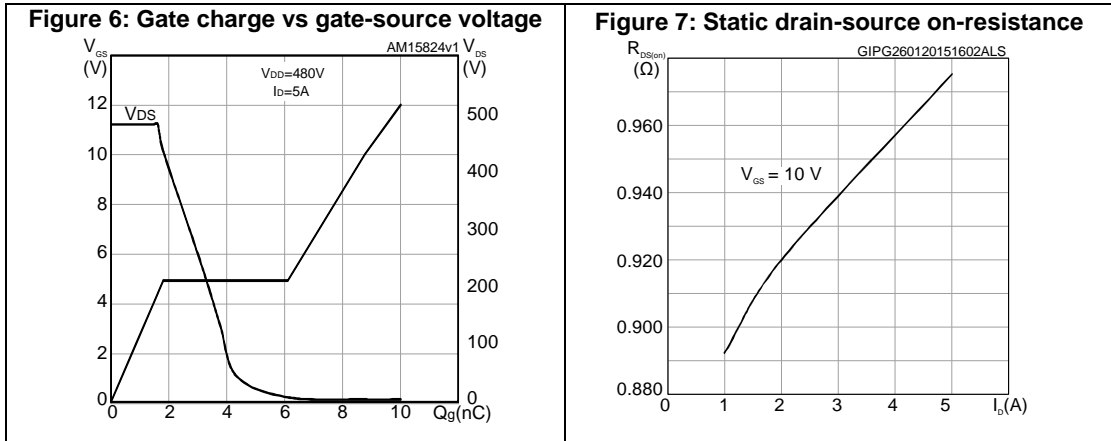 Figure 6: Gate charge vs gate-source voltage
VGS
(V)
AM15824v1
VDS
(V)
VDD=480V
ID=5A
12
10
8
6
4
2
0
VDS
500
400
300
200
100
0
0 2 4 6 8 10 Qg(nC)
Figure 7: Static drain-source on-resistance
RDS(on)
(Ω)
GIPG260120151602ALS
0.960
0.940
0.920
0.900
0.880
VGS = 10 V
0 1 2 3 4 5 ID(A)